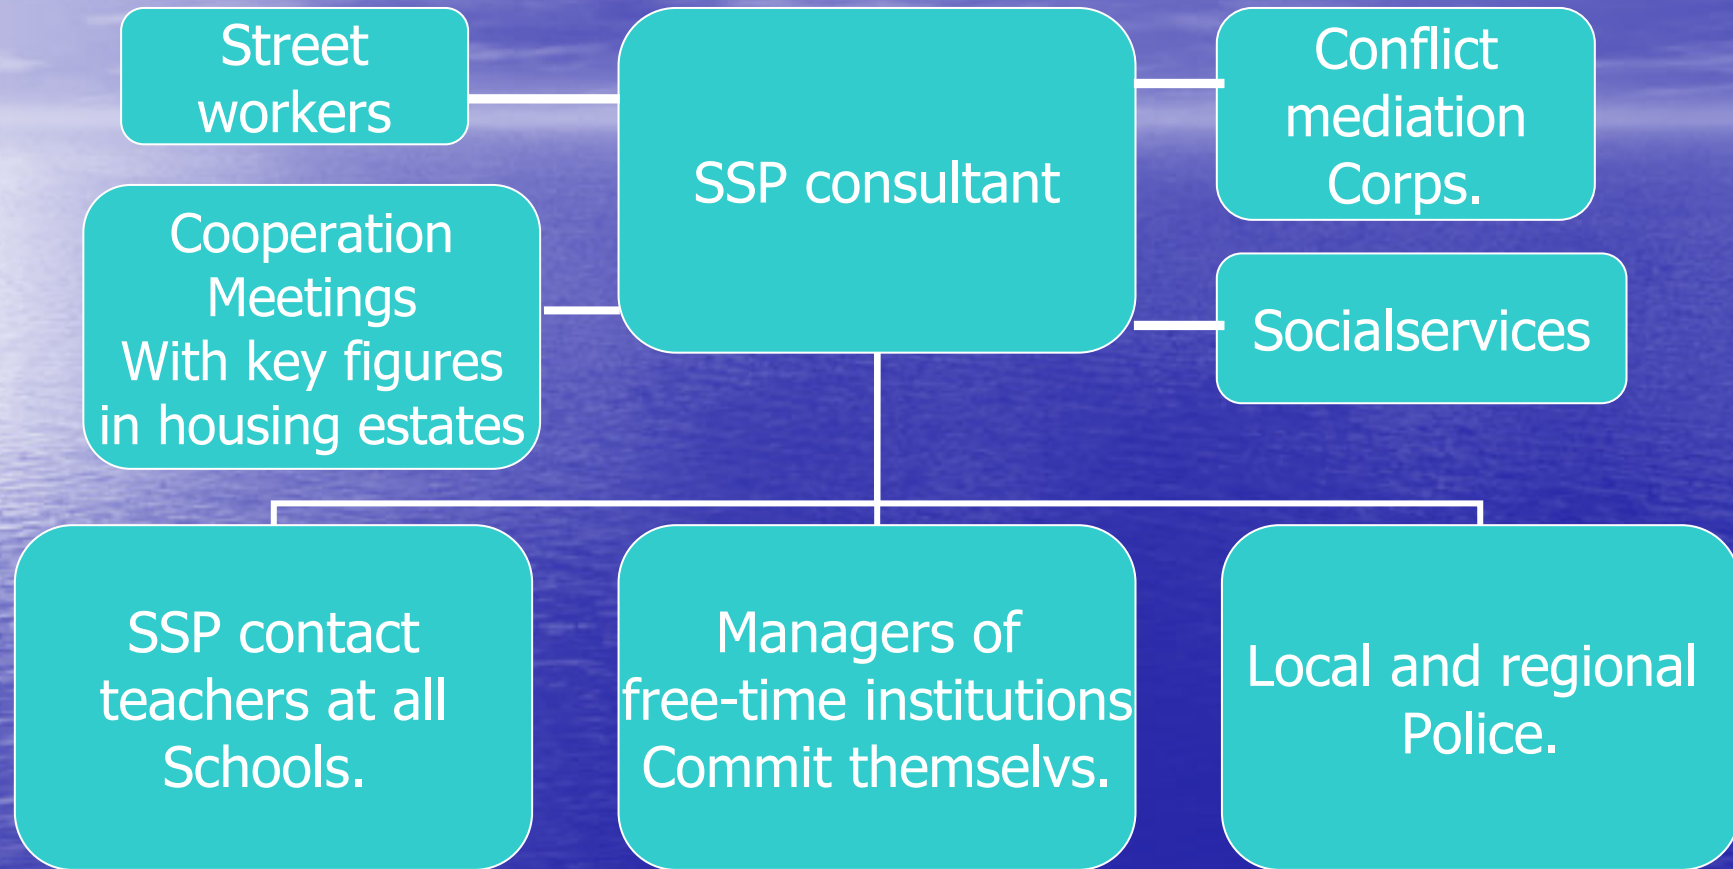 Street
workers
SSP consultant
Conflict
mediation
Corps.
Cooperation
Meetings
With key figures
in housing estates
Socialservices
SSP contact
teachers at all
Schools.
Managers of
free-time institutions
Commit themselvs.
Local and regional
Police.